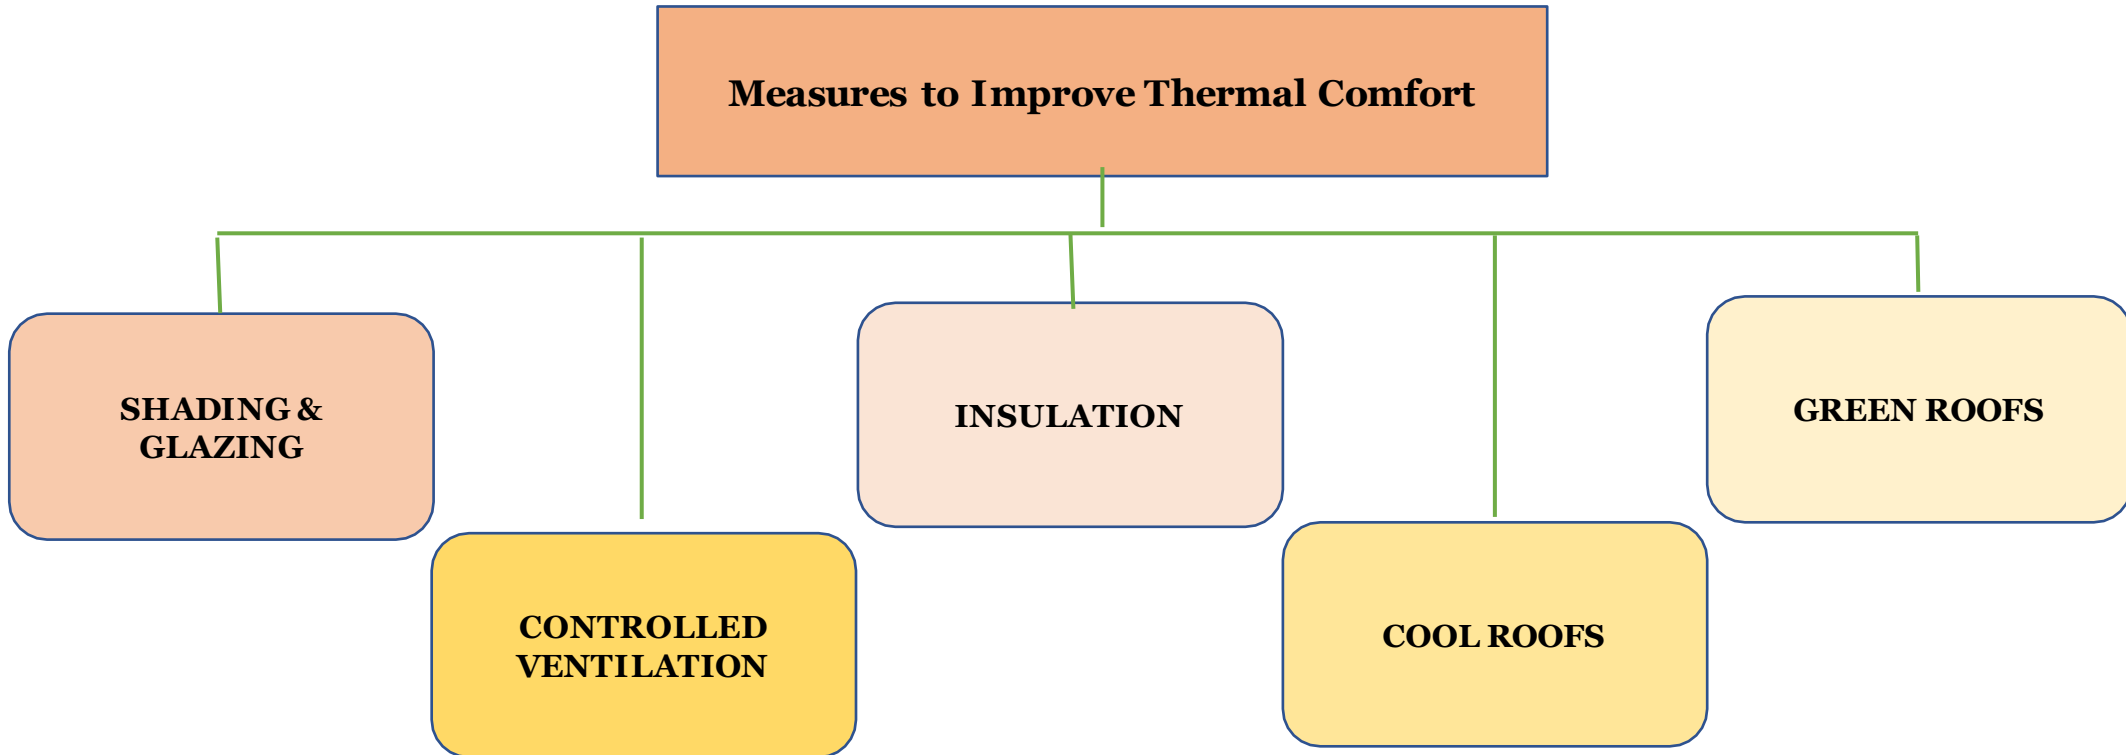 Measures to Improve Thermal Comfort
SHADING &
GLAZING
CONTROLLED
VENTILATION
INSULATION
COOL ROOFS
GREEN ROOFS